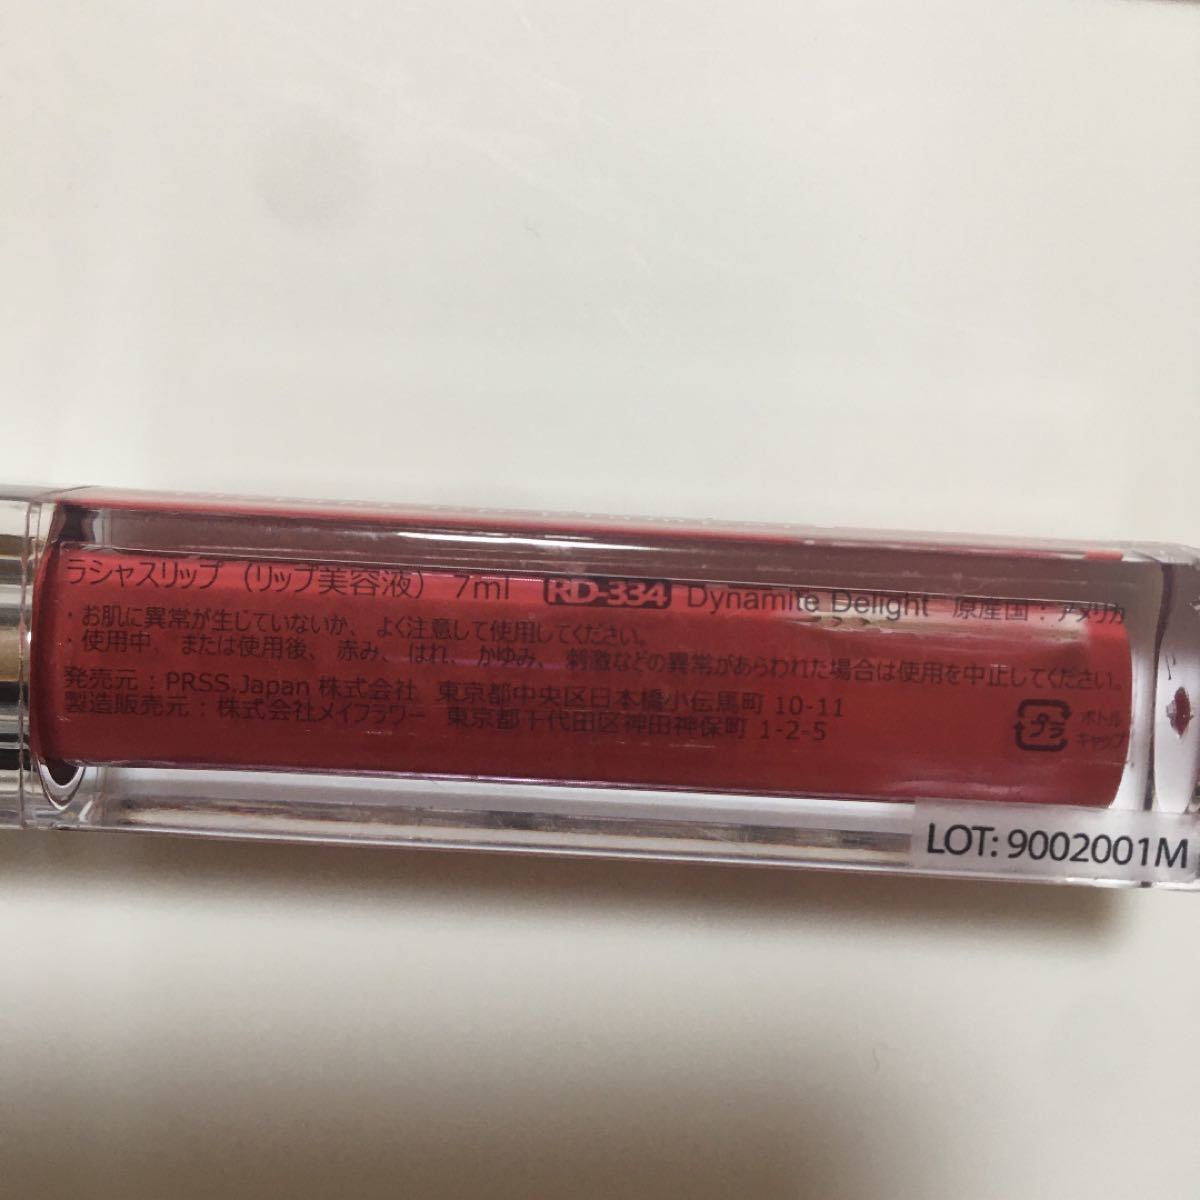 ラシャスリップ（リップ美容液） 7ml RD-334 Dynamite Delight 原産国：アメリカ
・お肌に異常が生じていないか、よく注意して使用してください。
・使用中、または使用後、赤み、はれ、かゆみ、刺激などの異常があらわれた場合は使用を中止してください。
発売元：PRSS.Japan 株式会社 東京都中央区日本橋小伝馬町 10-11
製造販売元：株式会社メイフラワー 東京都千代田区神田神保町 1-2-5
プラ
ボトル
キャップ
LOT: 9002001M